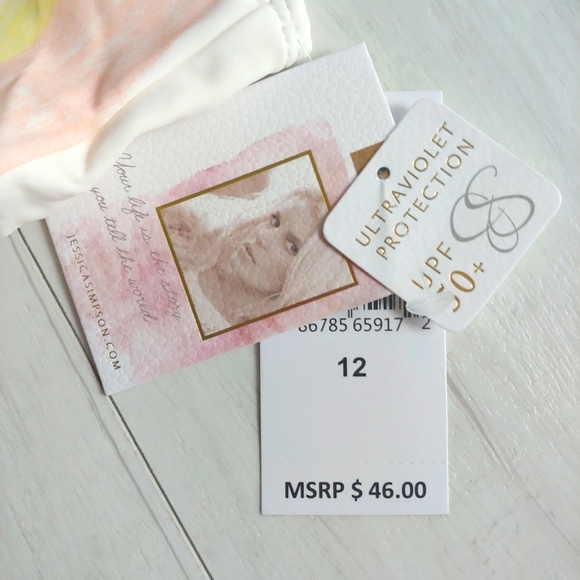 Your life is the story
you tell the world
JESSICASIMPSON.COM
ULTRAVIOLET
PROTECTION
UPF
50+
86785 65917 2
12
MSRP $ 46.00